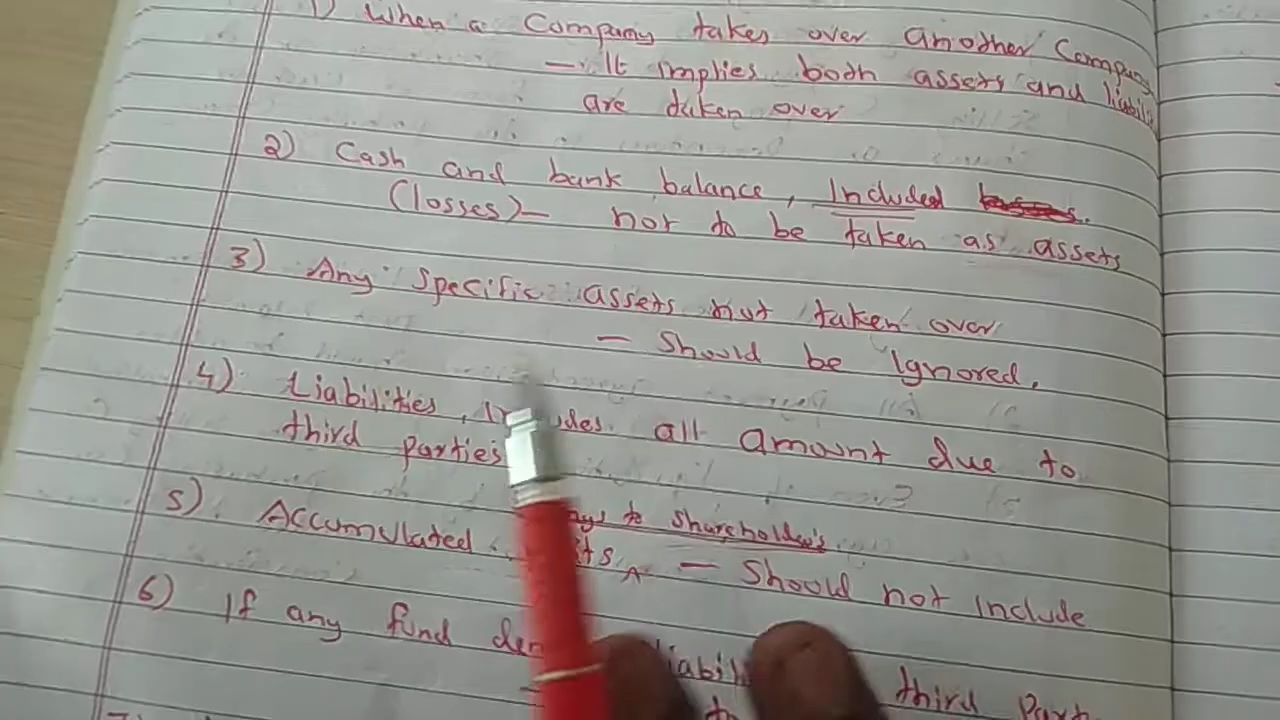 1) When a Company takes over another Company
— It implies both assets and
are taken over
2) Cash and bank balance, Included
(losses) — not to be taken as assets
3) Any Specific assets not taken over
— Should be Ignored.
4) Liabilities, all amount due to
third parties
5). Accumulated to Shareholders
— Should not Include
6) If any fund third